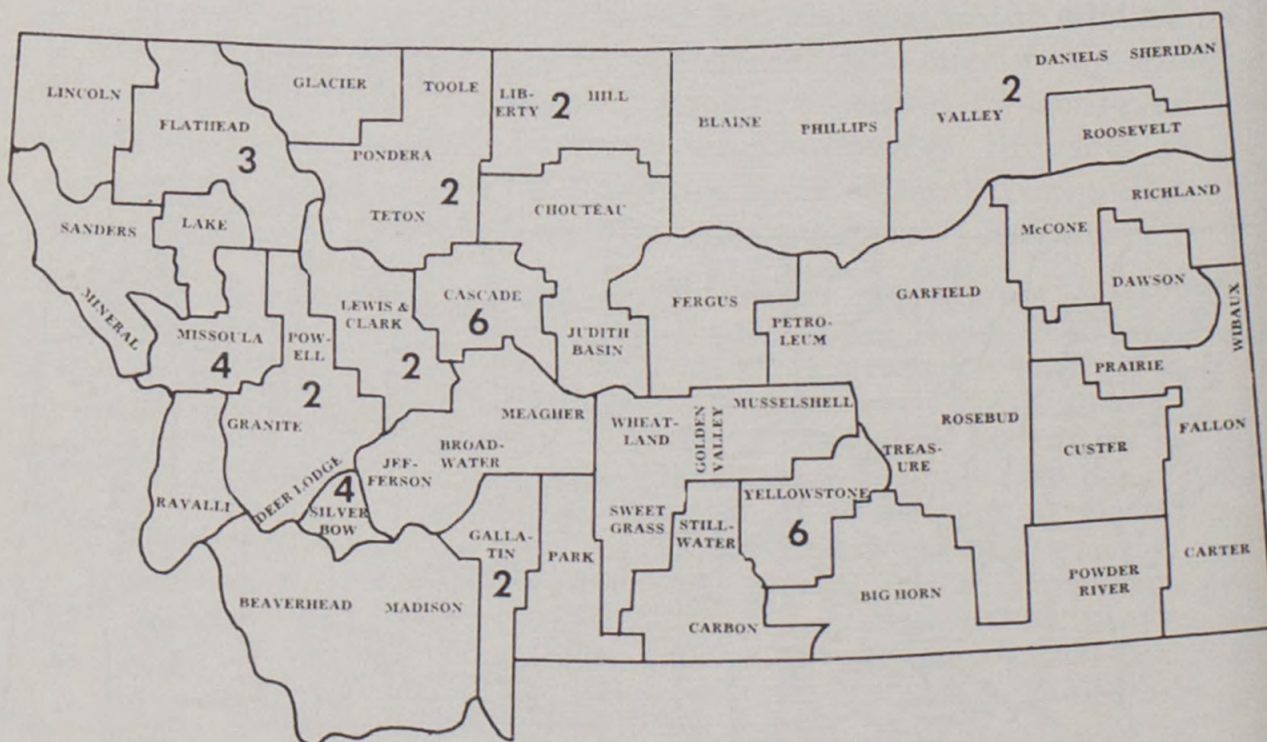 LINCOLN
FLATHEAD
3
GLACIER
TOOLE
LIB-
ERTY
2
HILL
BLAINE
PHILLIPS
VALLEY
2
DANIELS
SHERIDAN
ROOSEVELT
PONDERA
TETON
2
CHOUTEAU
RICHLAND
McCONE
DAWSON
SANDERS
LAKE
MINERAL
MISSOULA
4
POW-
ELL
2
GRANITE
LEWIS &
CLARK
2
CASCADE
6
JUDITH
BASIN
FERGUS
PETRO-
LEUM
GARFIELD
WIBAUX
PRAIRIE
FALLON
MEAGHER
BROAD-
WATER
JEF-
FERSON
WHEAT-
LAND
GOLDEN
VALLEY
MUSSELSHELL
TREAS-
URE
ROSEBUD
CUSTER
RAVALLI
DEER LODGE
4
SILVER
BOW
GALLA-
TIN
2
PARK
SWEET
GRASS
STILL-
WATER
YELLOWSTONE
6
BEAVERHEAD
MADISON
CARBON
BIG HORN
POWDER
RIVER
CARTER